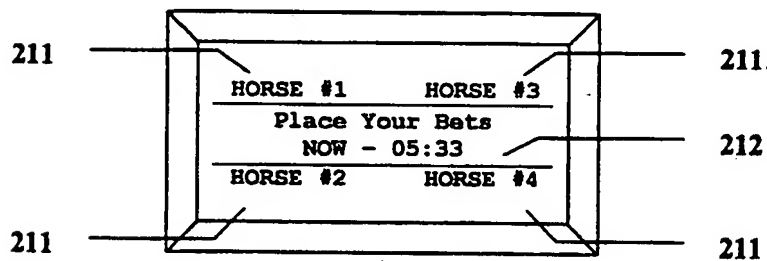 211 211
HORSE #1 HORSE #3
Place Your Bets
NOW - 05:33
212
HORSE #2 HORSE #4
211 211